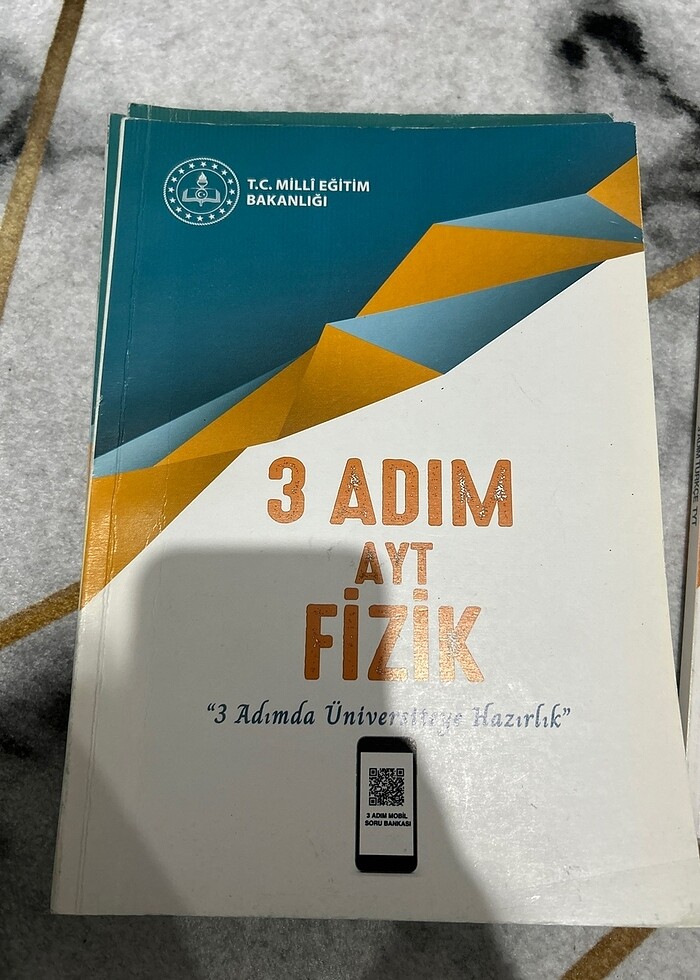 T.C. MİLLÎ EĞİTİM
BAKANLIĞI
3 ADIM
AYT
FİZİK
“3 Adımda Üniversiteye Hazırlık”
3 ADIM MOBİL
SORU BANKASI